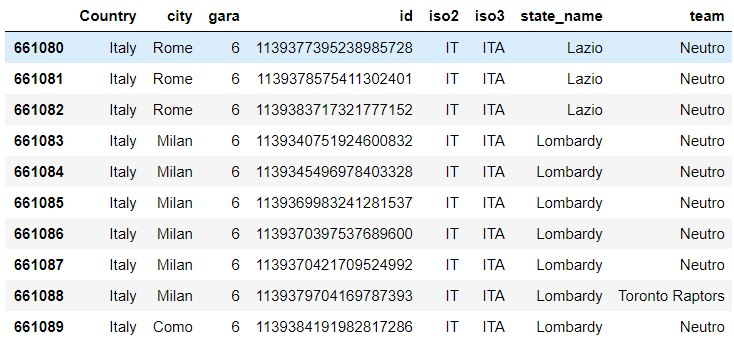 Country city gara id iso2 iso3 state_name team
661080 Italy Rome 6 1139377395238985728 IT ITA Lazio Neutro
661081 Italy Rome 6 1139378575411302401 IT ITA Lazio Neutro
661082 Italy Rome 6 1139383717321777152 IT ITA Lazio Neutro
661083 Italy Milan 6 1139340751924600832 IT ITA Lombardy Neutro
661084 Italy Milan 6 1139345496978403328 IT ITA Lombardy Neutro
661085 Italy Milan 6 1139369983241281537 IT ITA Lombardy Neutro
661086 Italy Milan 6 1139370397537689600 IT ITA Lombardy Neutro
661087 Italy Milan 6 1139370421709524992 IT ITA Lombardy Neutro
661088 Italy Milan 6 1139379704169787393 IT ITA Lombardy Toronto Raptors
661089 Italy Como 6 1139384191982817286 IT ITA Lombardy Neutro